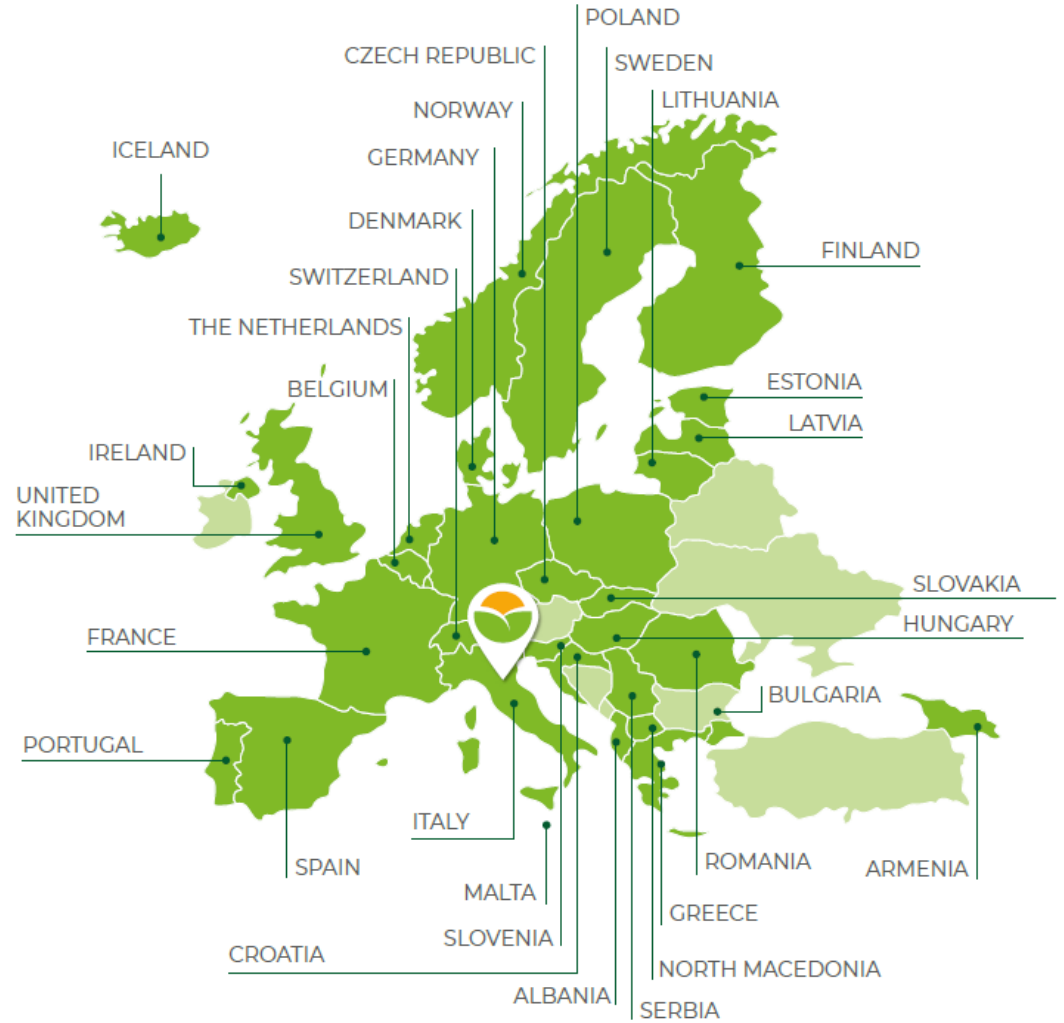 POLAND
CZECH REPUBLIC
SWEDEN
LITHUANIA
NORWAY
ICELAND
GERMANY
DENMARK
FINLAND
SWITZERLAND
THE NETHERLANDS
BELGIUM
ESTONIA
LATVIA
IRELAND
UNITED
KINGDOM
SLOVAKIA
HUNGARY
FRANCE
BULGARIA
PORTUGAL
ITALY
ROMANIA
SPAIN
ARMENIA
MALTA
GREECE
SLOVENIA
CROATIA
NORTH MACEDONIA
ALBANIA
SERBIA